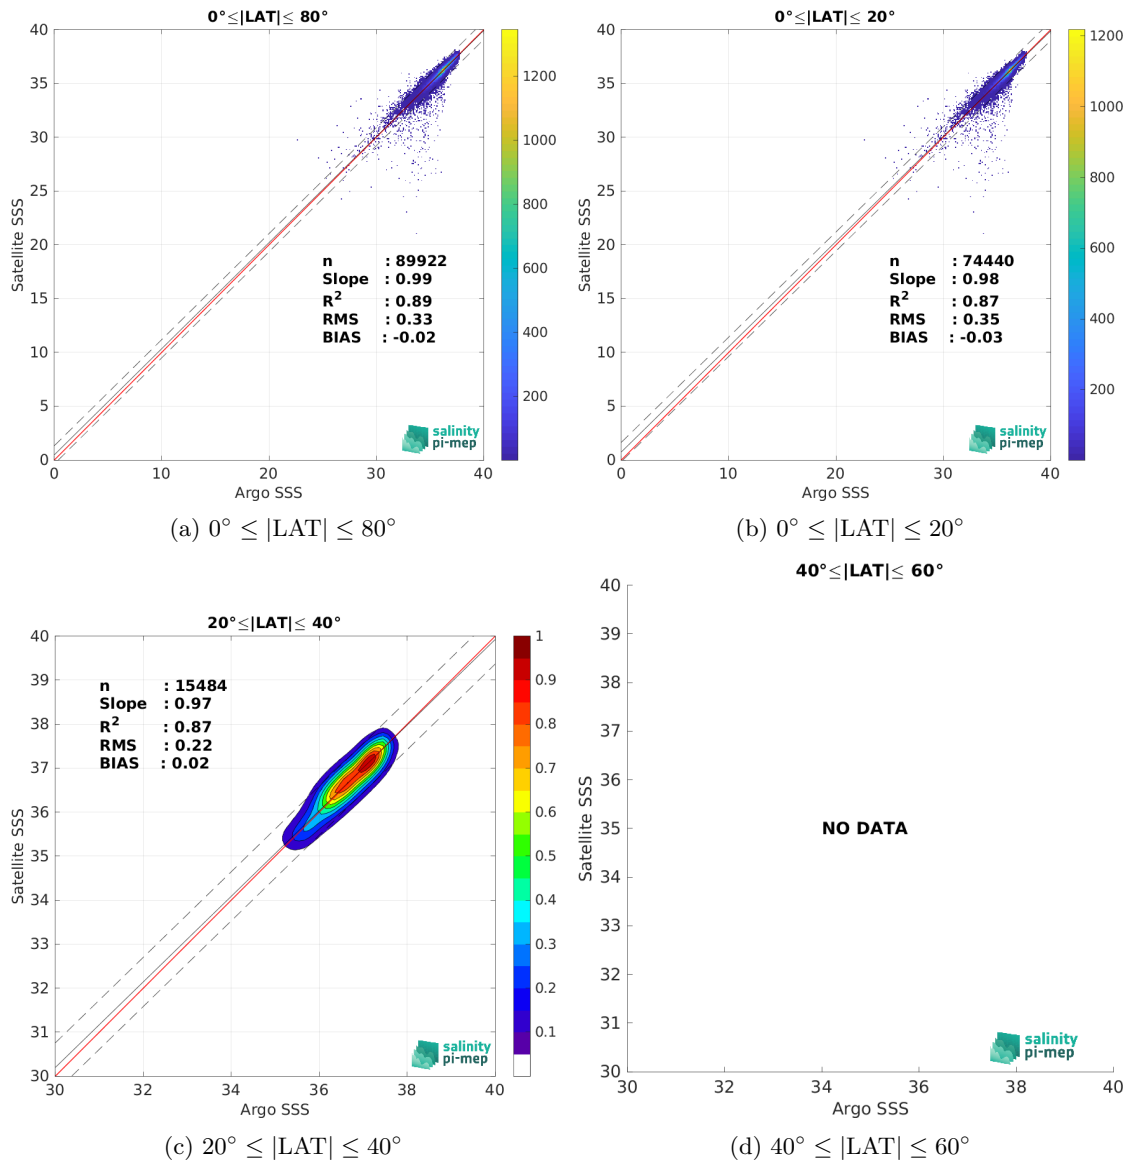 0°≤|LAT|≤ 80°
Satellite SSS
40
35
30
25
20
15
10
5
0
n : 89922
Slope : 0.99
R² : 0.89
RMS : 0.33
BIAS : -0.02
salinity
pi-mep
0 10 20 30 40
Argo SSS
1200
1000
800
600
400
200
(a) 0° ≤ |LAT| ≤ 80°
0°≤|LAT|≤ 20°
Satellite SSS
40
35
30
25
20
15
10
5
0
n : 74440
Slope : 0.98
R² : 0.87
RMS : 0.35
BIAS : -0.03
salinity
pi-mep
0 10 20 30 40
Argo SSS
1200
1000
800
600
400
200
(b) 0° ≤ |LAT| ≤ 20°
20°≤|LAT|≤ 40°
Satellite SSS
40
39
38
37
36
35
34
33
32
31
30
n : 15484
Slope : 0.97
R² : 0.87
RMS : 0.22
BIAS : 0.02
salinity
pi-mep
30 32 34 36 38 40
Argo SSS
1
0.9
0.8
0.7
0.6
0.5
0.4
0.3
0.2
0.1
(c) 20° ≤ |LAT| ≤ 40°
40°≤|LAT|≤ 60°
Satellite SSS
40
39
38
37
36
35
34
33
32
31
30
NO DATA
salinity
pi-mep
30 32 34 36 38 40
Argo SSS
(d) 40° ≤ |LAT| ≤ 60°